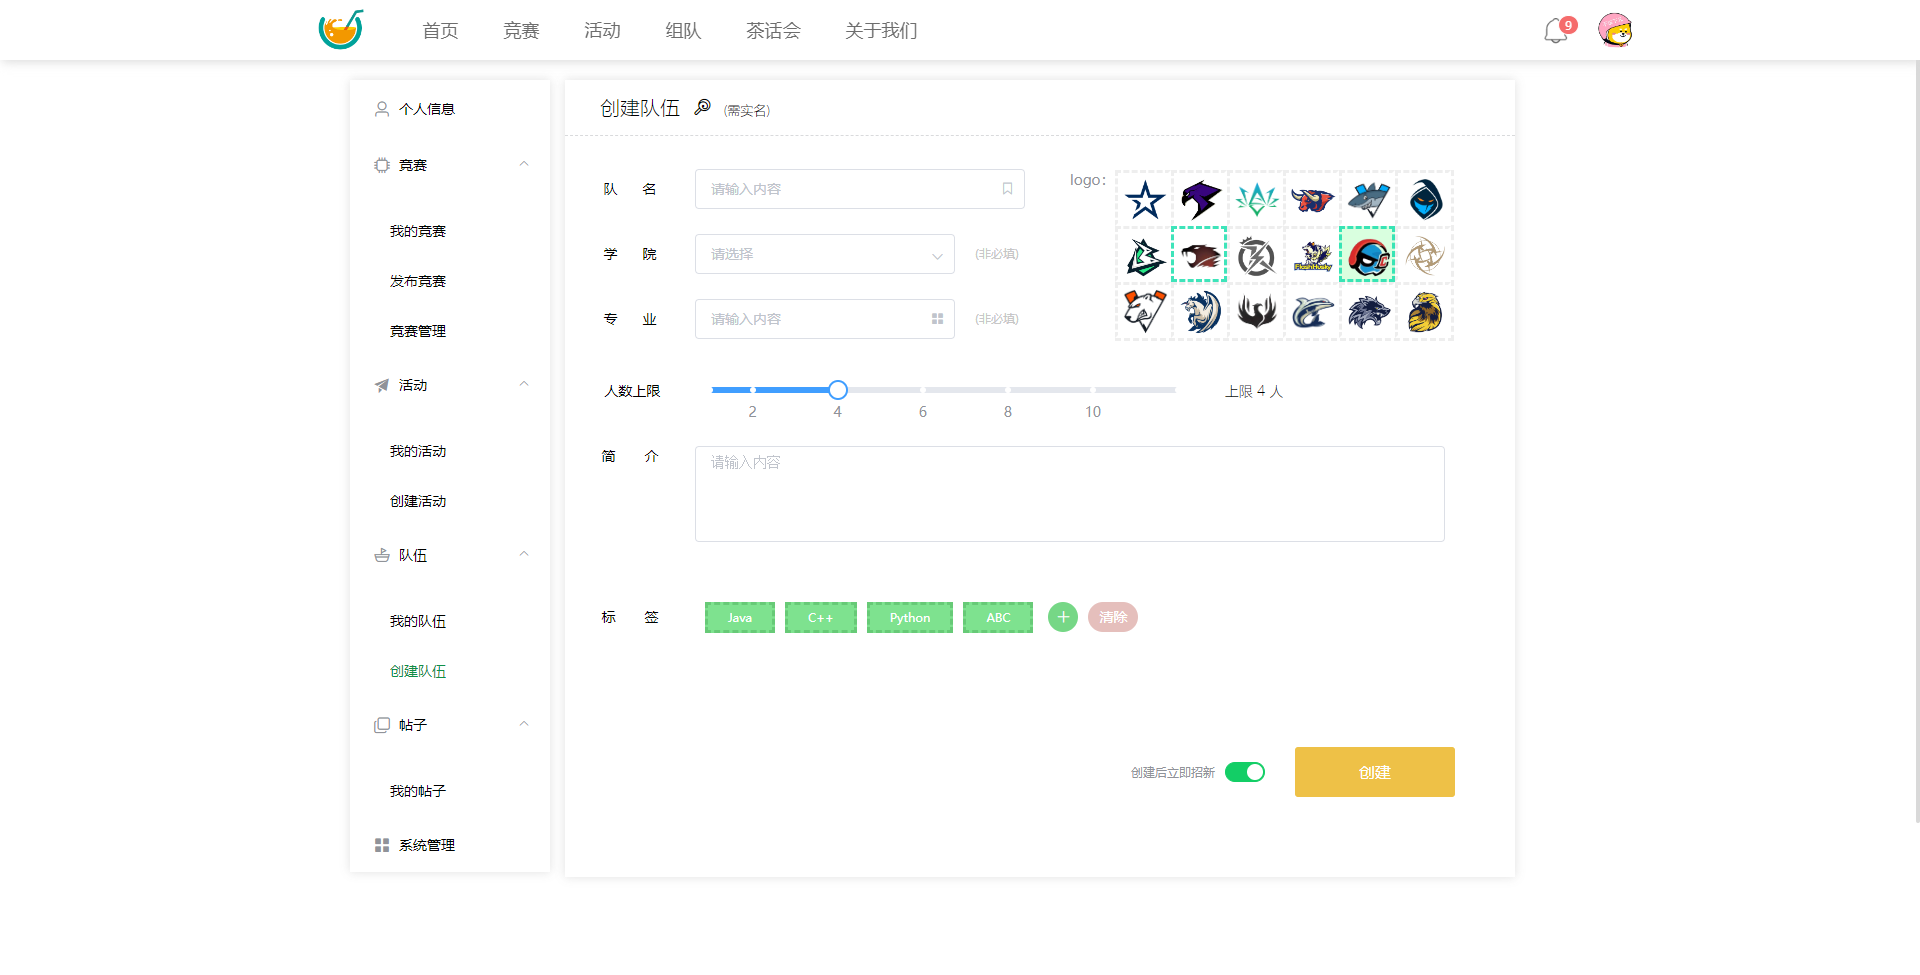 首页 竞赛 活动 组队 茶话会 关于我们 9
个人信息
竞赛
我的竞赛
发布竞赛
竞赛管理
活动
我的活动
创建活动
队伍
我的队伍
创建队伍
帖子
我的帖子
系统管理
创建队伍 (需实名)
队 名 请输入内容
logo:
学 院 请选择 (非必填)
专 业 请输入内容 (非必填)
FlashHusky
人数上限 2 4 6 8 10 上限 4 人
简 介 请输入内容
标 签 Java C++ Python ABC 清除
创建后立即招新 创建